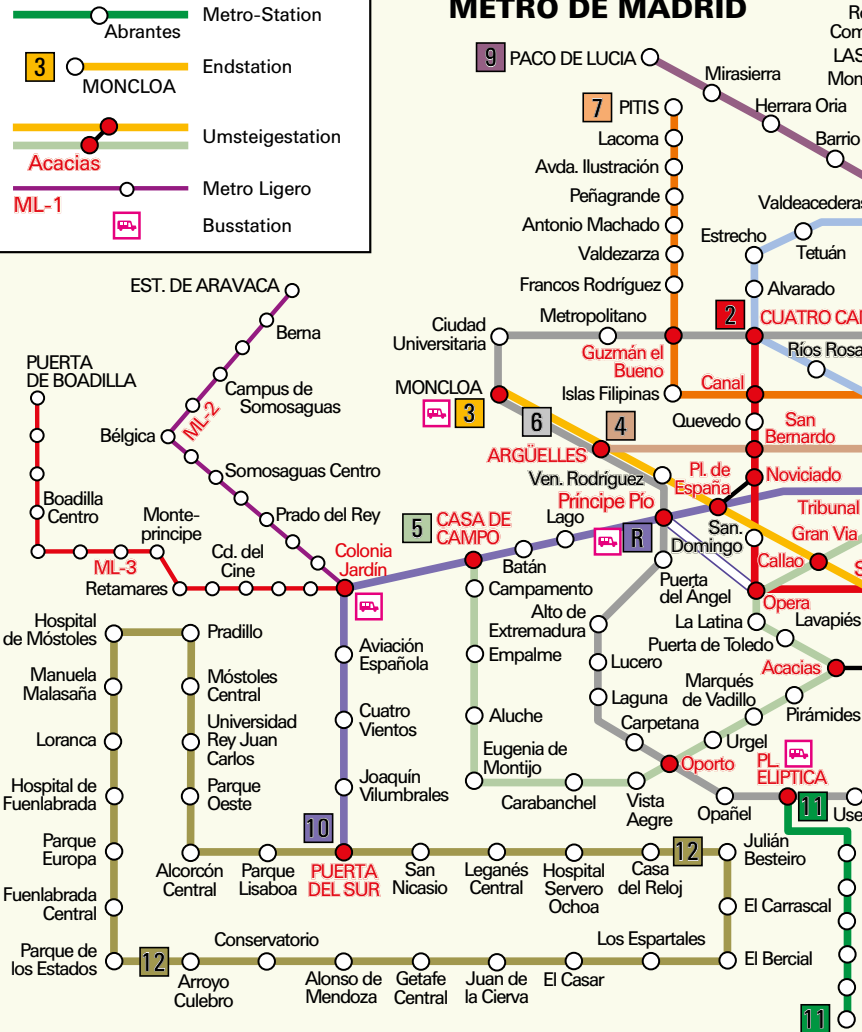 METRO DE MADRID
Metro-Station
Abrantes
3
Endstation
MONCLOA
Umsteigestation
Acacias
Metro Ligero
ML-1
Busstation
Re
Com
LAS
Mon
9
PACO DE LUCIA
Mirasierra
7
PITIS
Herrara Oria
Lacoma
Barrio
Avda. Ilustración
Peñagrande
Valdeacederas
Antonio Machado
Estrecho
Valdezarza
Tetuán
Francos Rodríguez
Alvarado
EST. DE ARAVACA
Berna
Campus de
Somosaguas
ML-2
Bélgica
Somosaguas Centro
Prado del Rey
PUERTA
DE BOADILLA
Boadilla
Centro
Monte-
principe
ML-3
Retamares
Cd. del
Cine
Colonia
Jardín
Metropolitano
2
CUATRO CAM
Ciudad
Universitaria
Guzmán el
Bueno
Ríos Rosa
MONCLOA
3
Islas Filipinas
Canal
6
4
Quevedo
San
Bernardo
ARGÜELLES
Ven. Rodríguez
Pl. de
España
Noviciado
Príncipe Pío
Tribunal
5
CASA DE
CAMPO
Lago
R
San.
Domingo
Gran Via
Batán
Callao
S
Campamento
Puerta
del Ángel
Opera
Alto de
Extremadura
La Latina
Lavapiés
Puerta de Toledo
Empalme
Lucero
Acacias
Laguna
Marqués
de Vadillo
Pirámides
Aluche
Carpetana
Urgel
Eugenia de
Montijo
Oporto
PL.
ELIPTICA
Carabanchel
Vista
Aegre
Opañel
11
Use
Hospital
de Móstoles
Pradillo
Aviación
Española
Manuela
Malasaña
Móstoles
Central
Loranca
Universidad
Rey Juan
Carlos
Cuatro
Vientos
Hospital de
Fuenlabrada
Parque
Oeste
Joaquín
Vilumbrales
10
Parque
Europa
12
Julián
Besteiro
Alcorcón
Central
Parque
Lisaboa
PUERTA
DEL SUR
San
Nicasio
Leganés
Central
Hospital
Servero
Ochoa
Casa
del Reloj
Fuenlabrada
Central
El Carrascal
Parque de
los Estados
12
Conservatorio
Los Espartales
El Bercial
Arroyo
Culebro
Alonso de
Mendoza
Getafe
Central
Juan de
la Cierva
El Casar
11